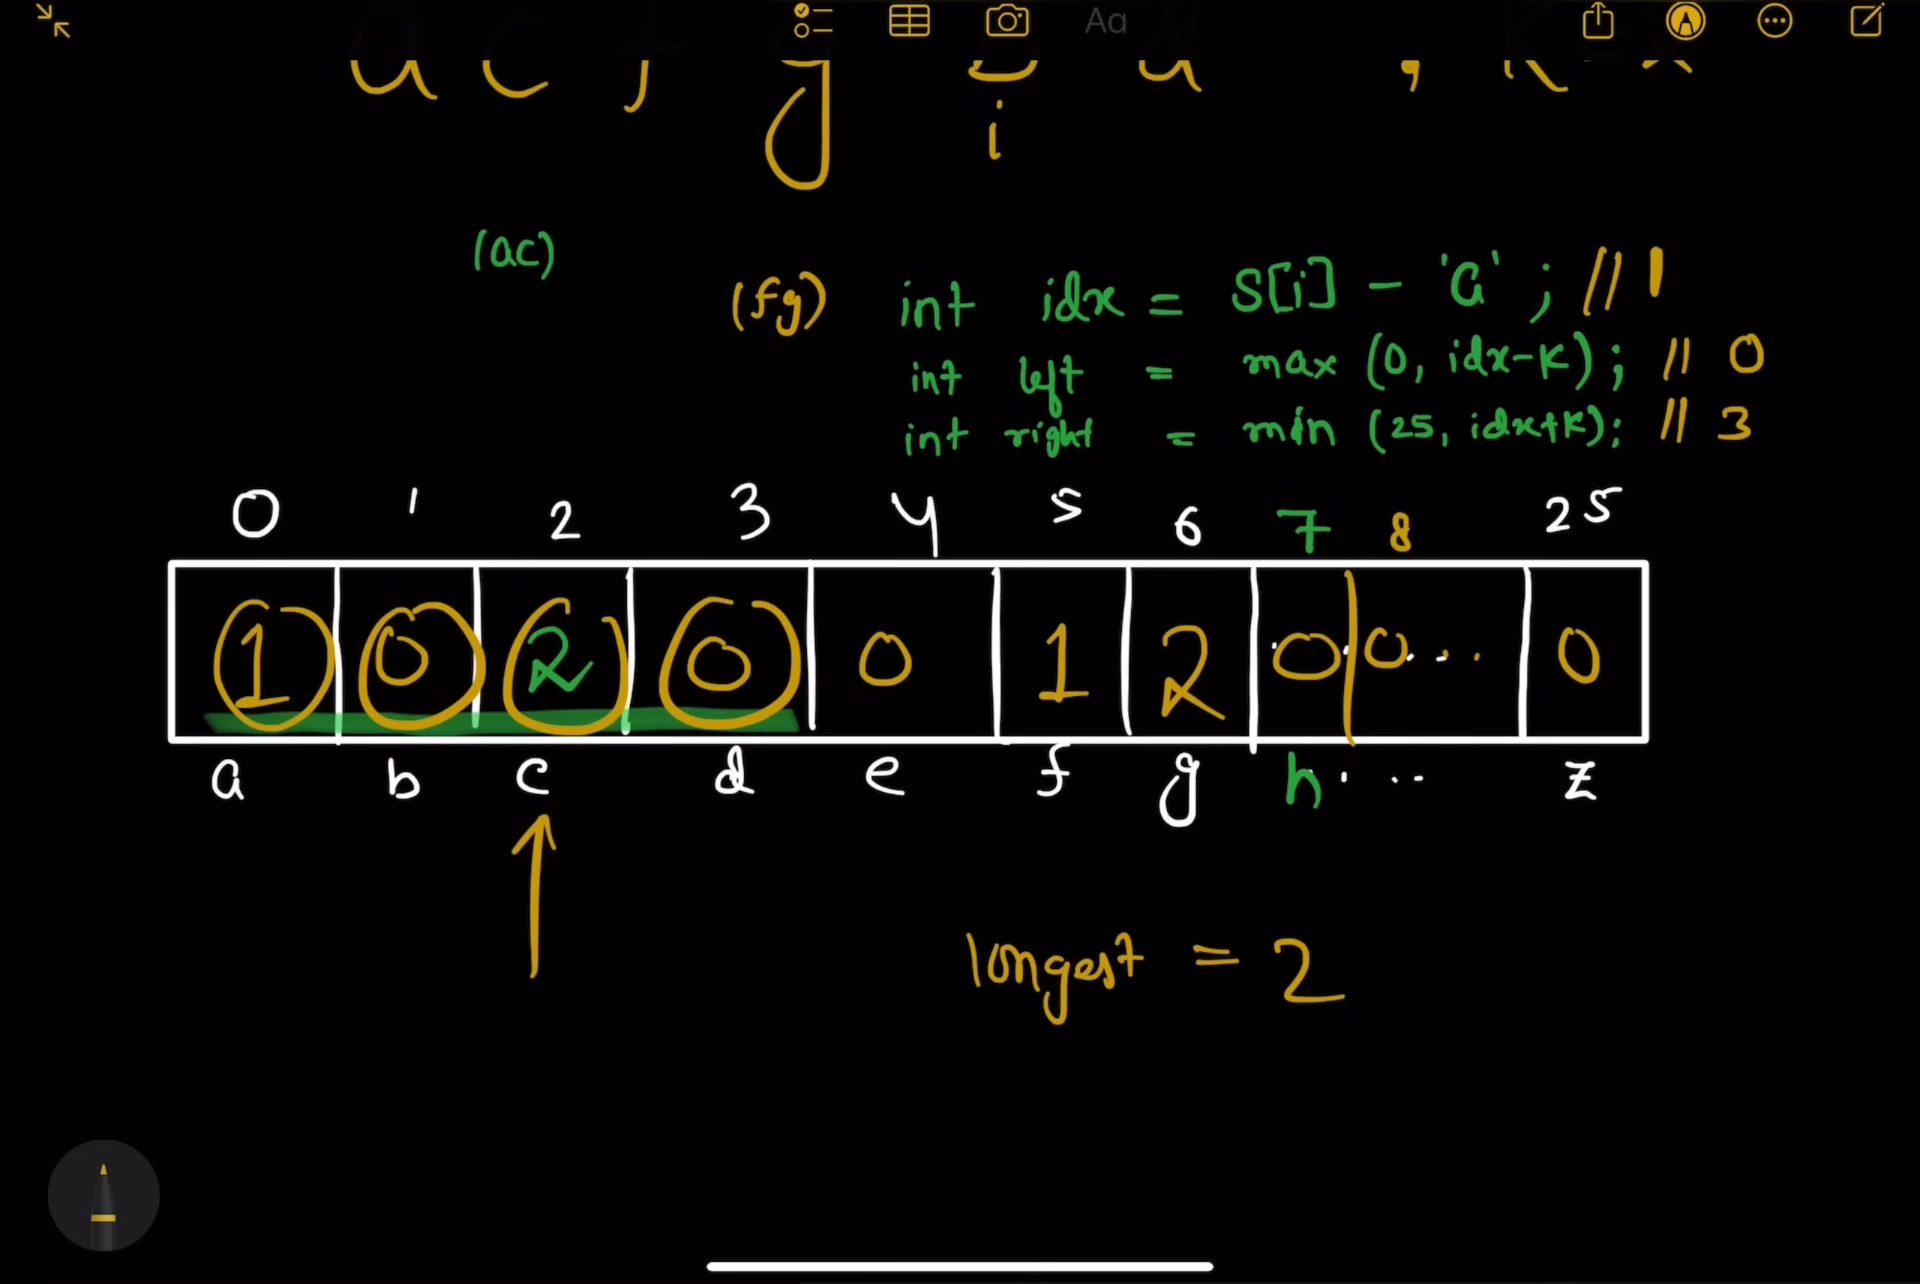 Aa
a c f g b d , K = 2
i
(ac)
(fg)
int idx = S[i] - 'a' ; // 1
int left = max (0, idx-K) ; // 0
int right = min (25, idx+K); // 3
0 1 2 3 4 5 6 7 8 25
1 0 2 0 0 1 2 0 0... 0
a b c d e f g h ... z
longest = 2